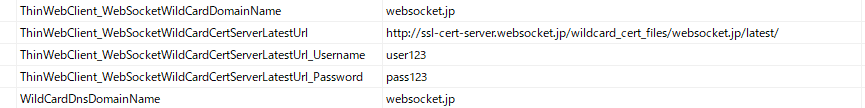 ThinWebClient_WebSocketWildCardDomainName websocket.jp
ThinWebClient_WebSocketWildCardCertServerLatestUrl http://ssl-cert-server.websocket.jp/wildcard_cert_files/websocket.jp/latest/
ThinWebClient_WebSocketWildCardCertServerLatestUrl_Username user123
ThinWebClient_WebSocketWildCardCertServerLatestUrl_Password pass123
WildCardDnsDomainName websocket.jp